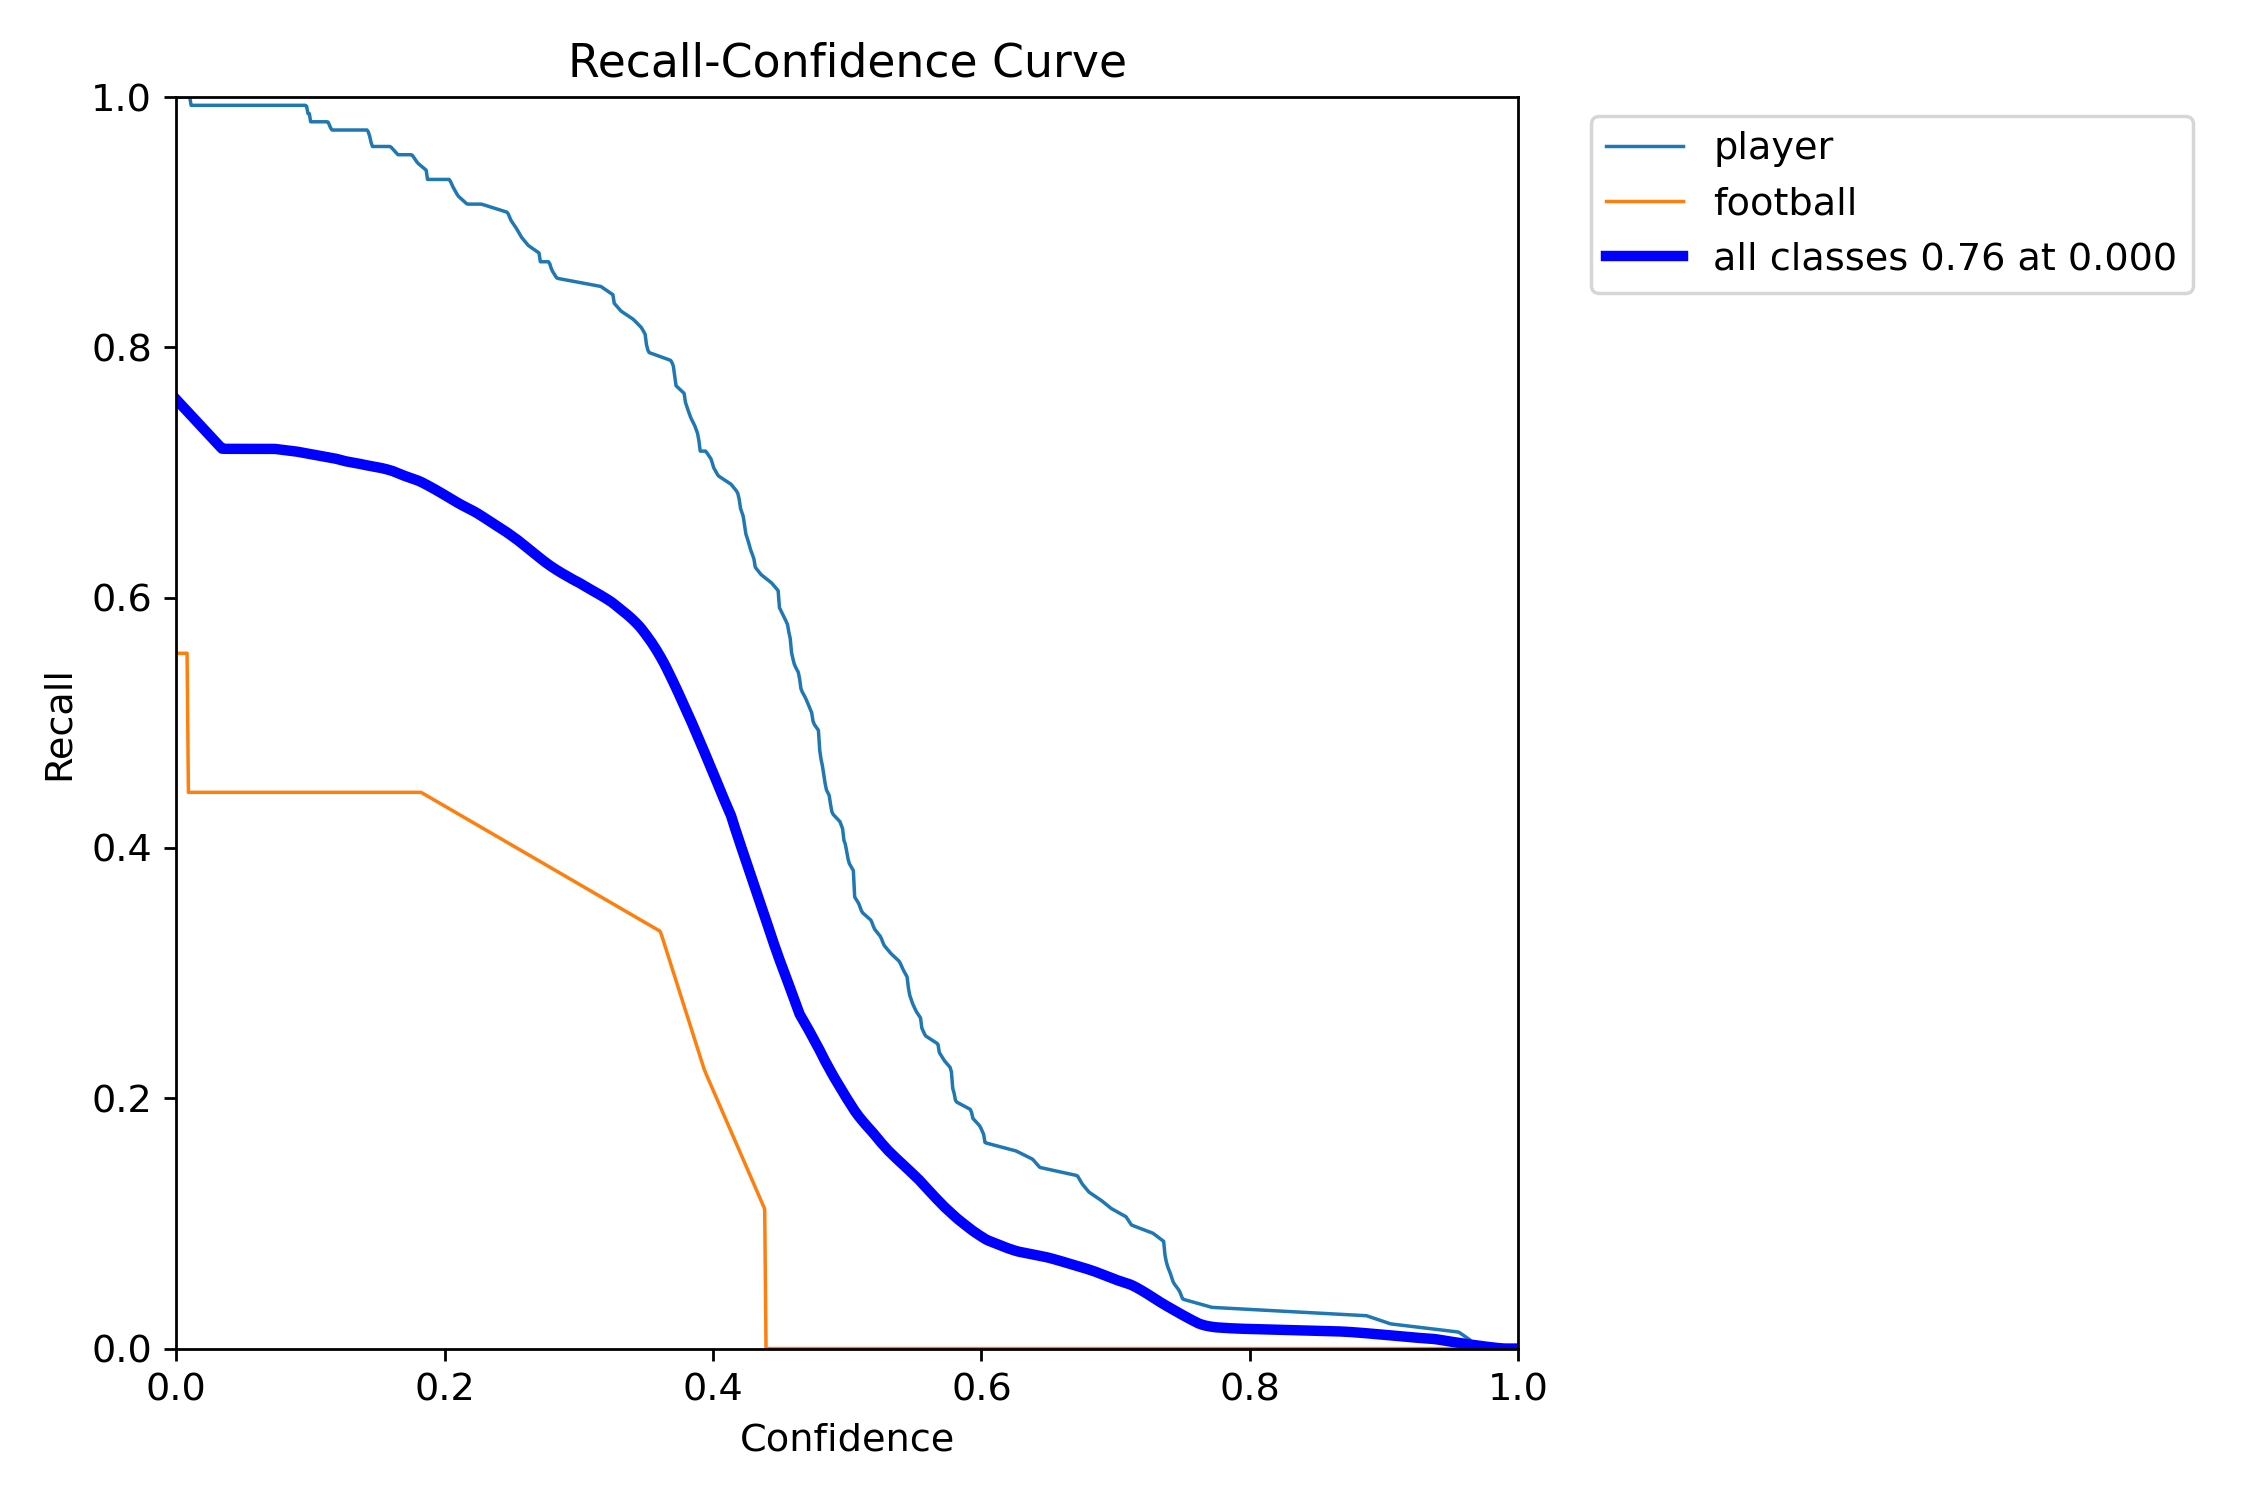 Recall-Confidence Curve
1.0
0.8
0.6
0.4
0.2
0.0
Recall
0.0 0.2 0.4 0.6 0.8 1.0
Confidence
player
football
all classes 0.76 at 0.000